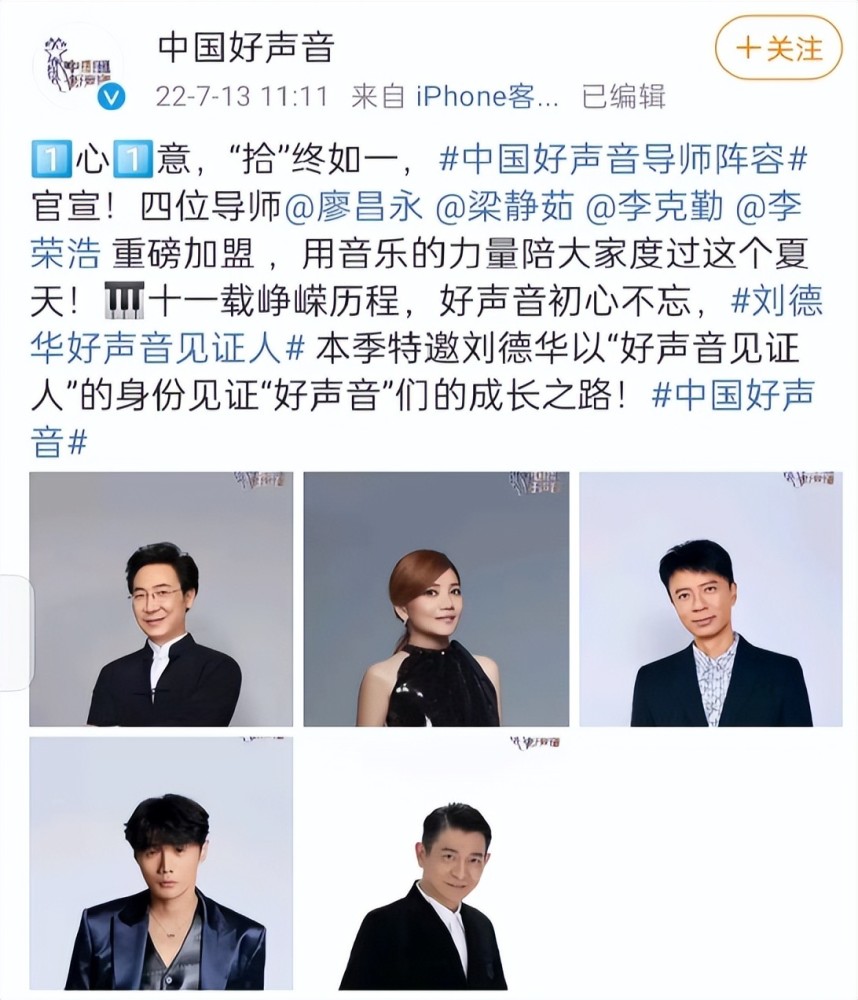 中国好声音
+关注
22-7-13 11:11 来自 iPhone客... 已编辑
1️⃣心1️⃣意，“拾”终如一，#中国好声音导师阵容#
官宣！四位导师@廖昌永 @梁静茹 @李克勤 @李
荣浩 重磅加盟 ，用音乐的力量陪大家度过这个夏
天！🎹十一载峥嵘历程，好声音初心不忘，#刘德
华好声音见证人# 本季特邀刘德华以“好声音见证
人”的身份见证“好声音”们的成长之路！#中国好声
音#